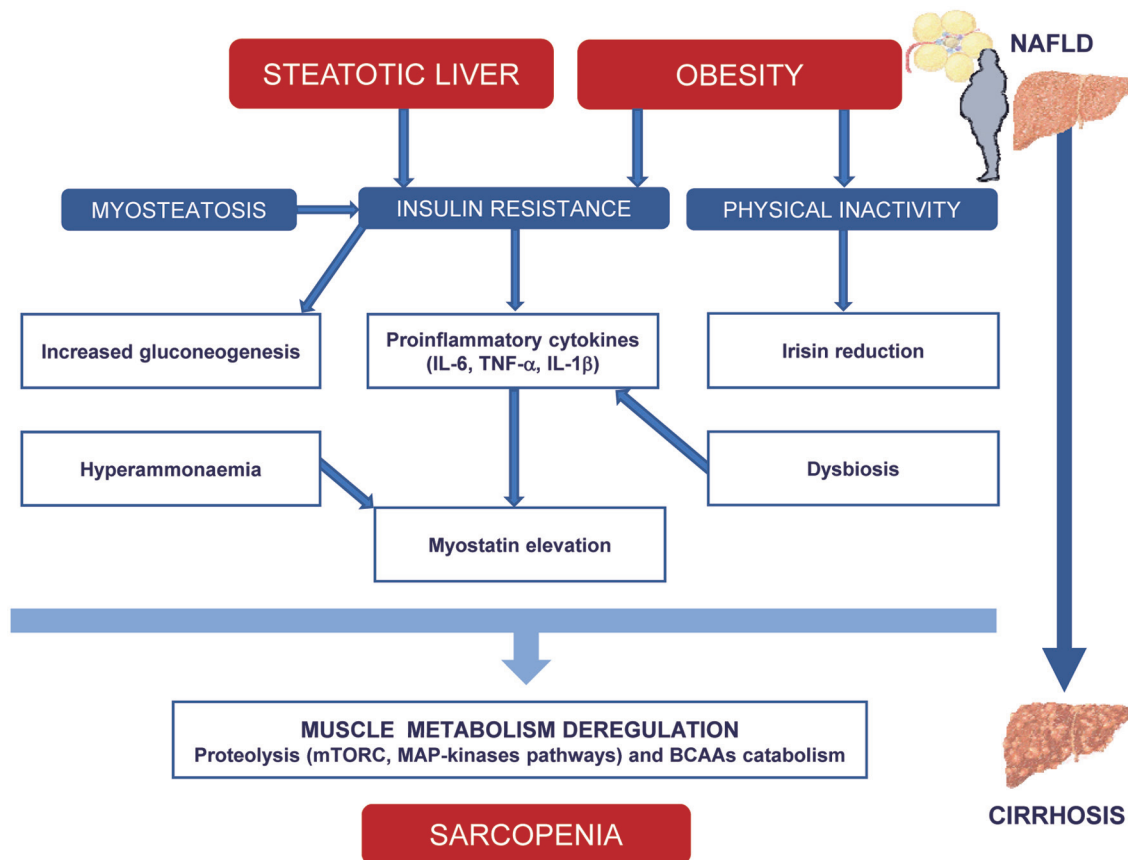 NAFLD
STEATOTIC LIVER
OBESITY
MYOSTEATOSIS
INSULIN RESISTANCE
PHYSICAL INACTIVITY
Increased gluconeogenesis
Proinflammatory cytokines
(IL-6, TNF-α, IL-1β)
Irisin reduction
Hyperammonaemia
Dysbiosis
Myostatin elevation
MUSCLE METABOLISM DEREGULATION
Proteolysis (mTORC, MAP-kinases pathways) and BCAAs catabolism
CIRRHOSIS
SARCOPENIA